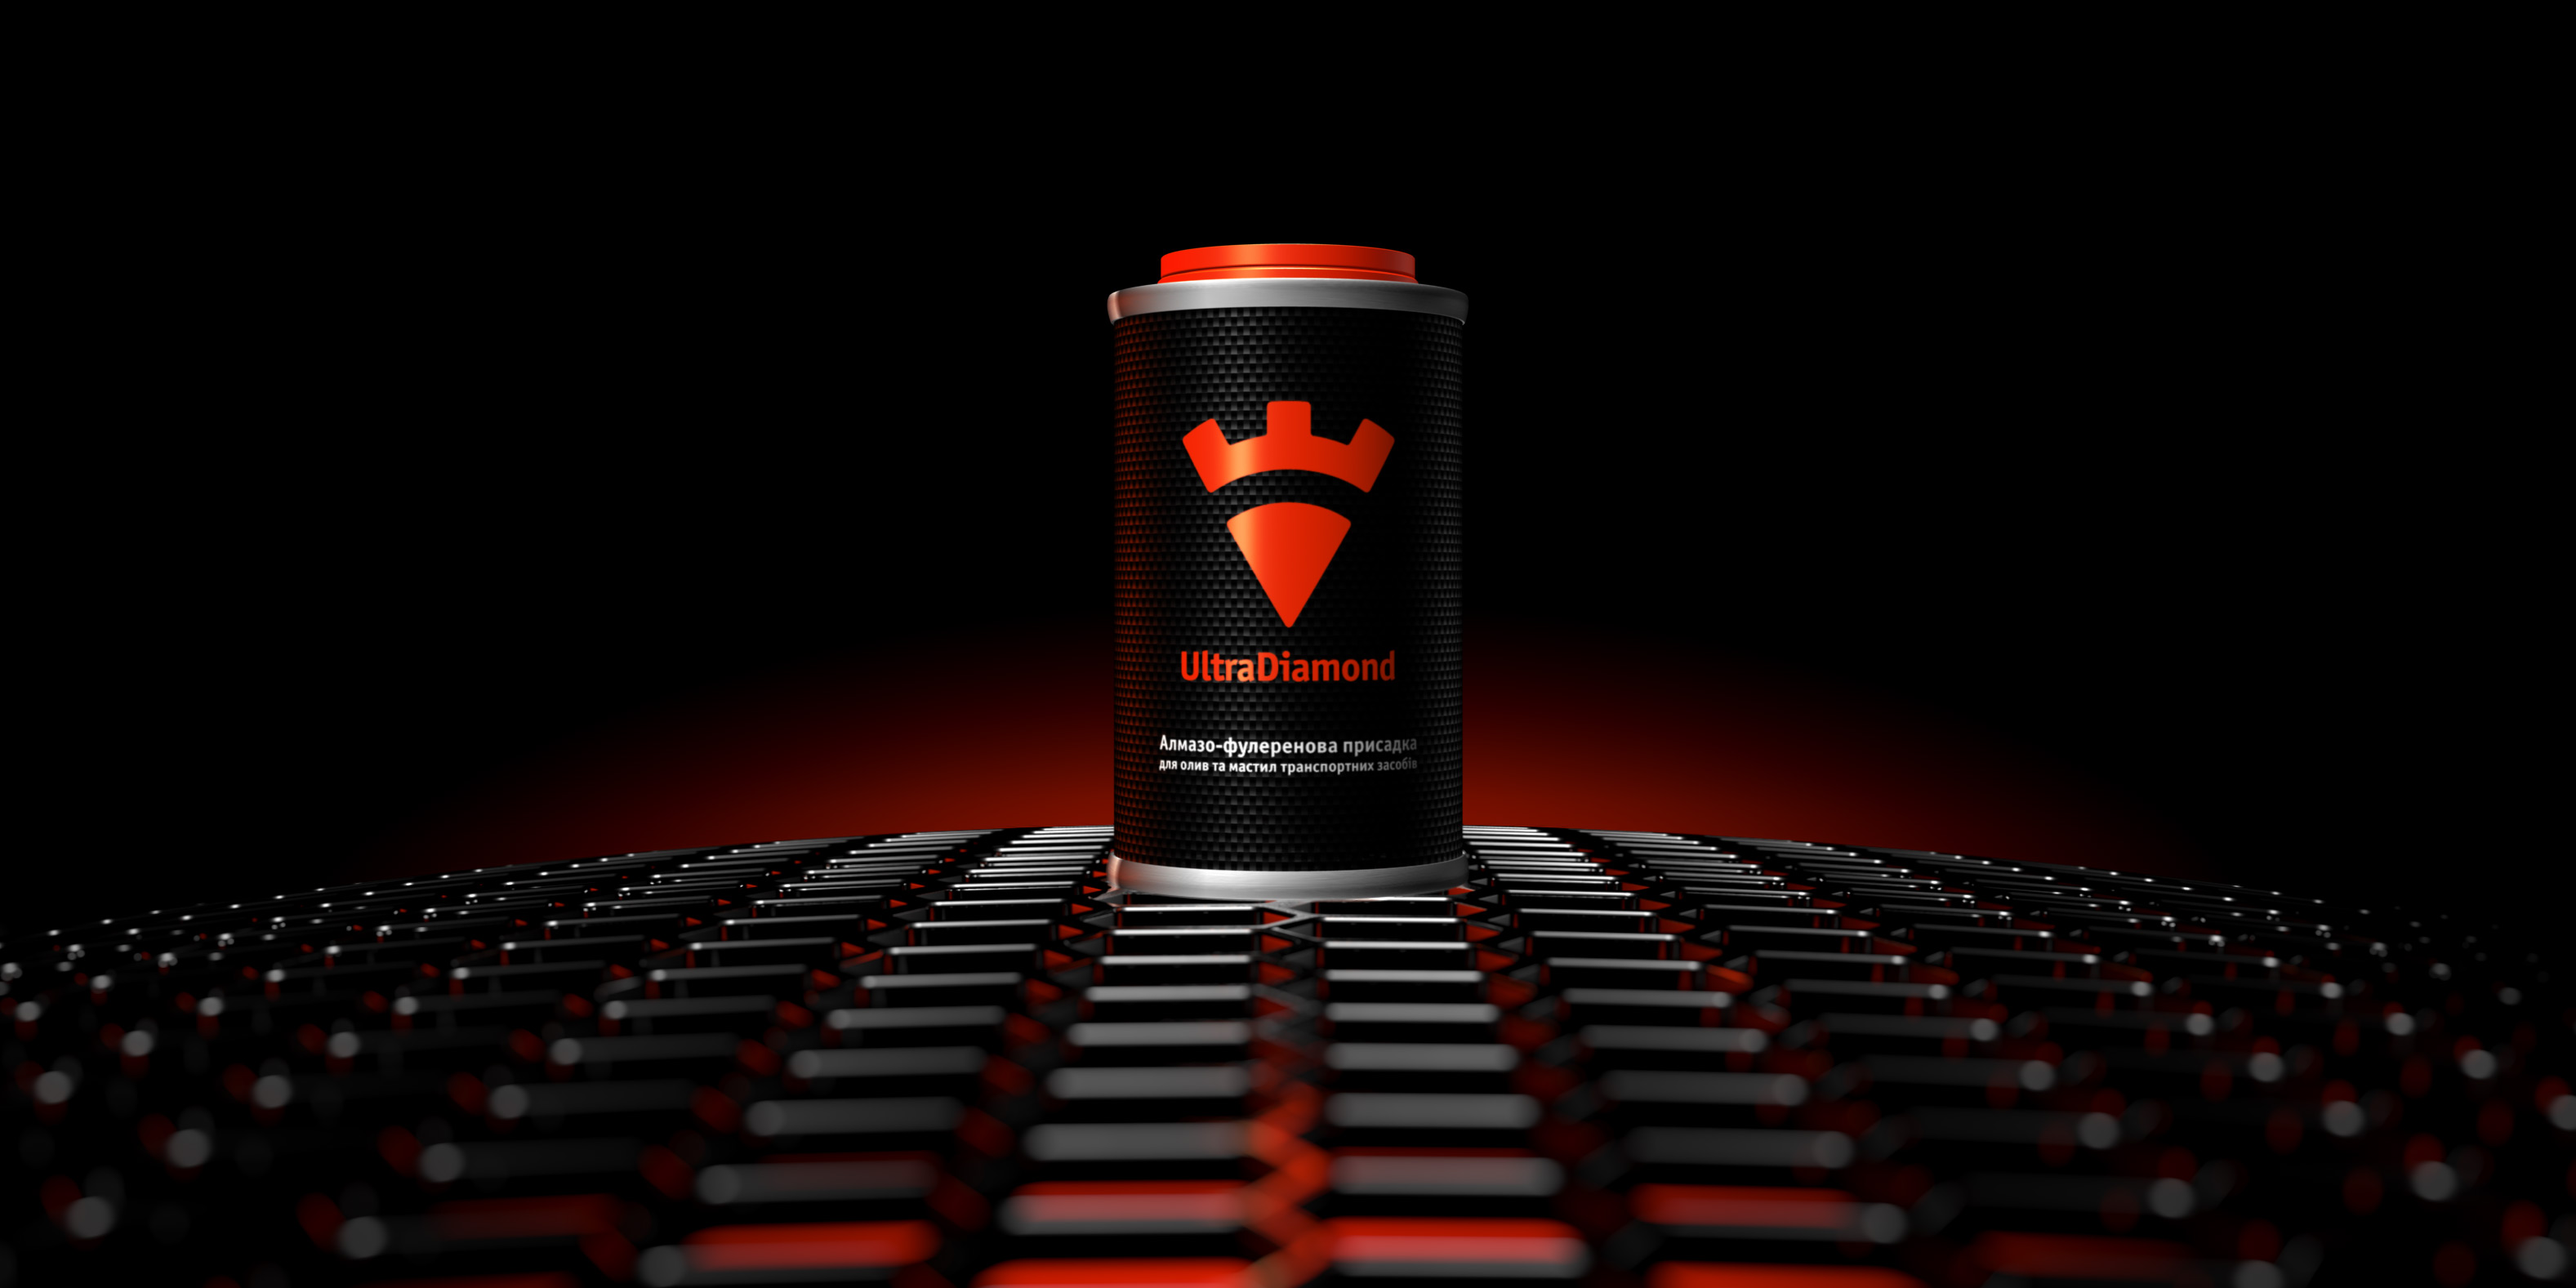 UltraDiamond
Алмазо-фулеренова присадка
для олив та мастил транспортних засобів